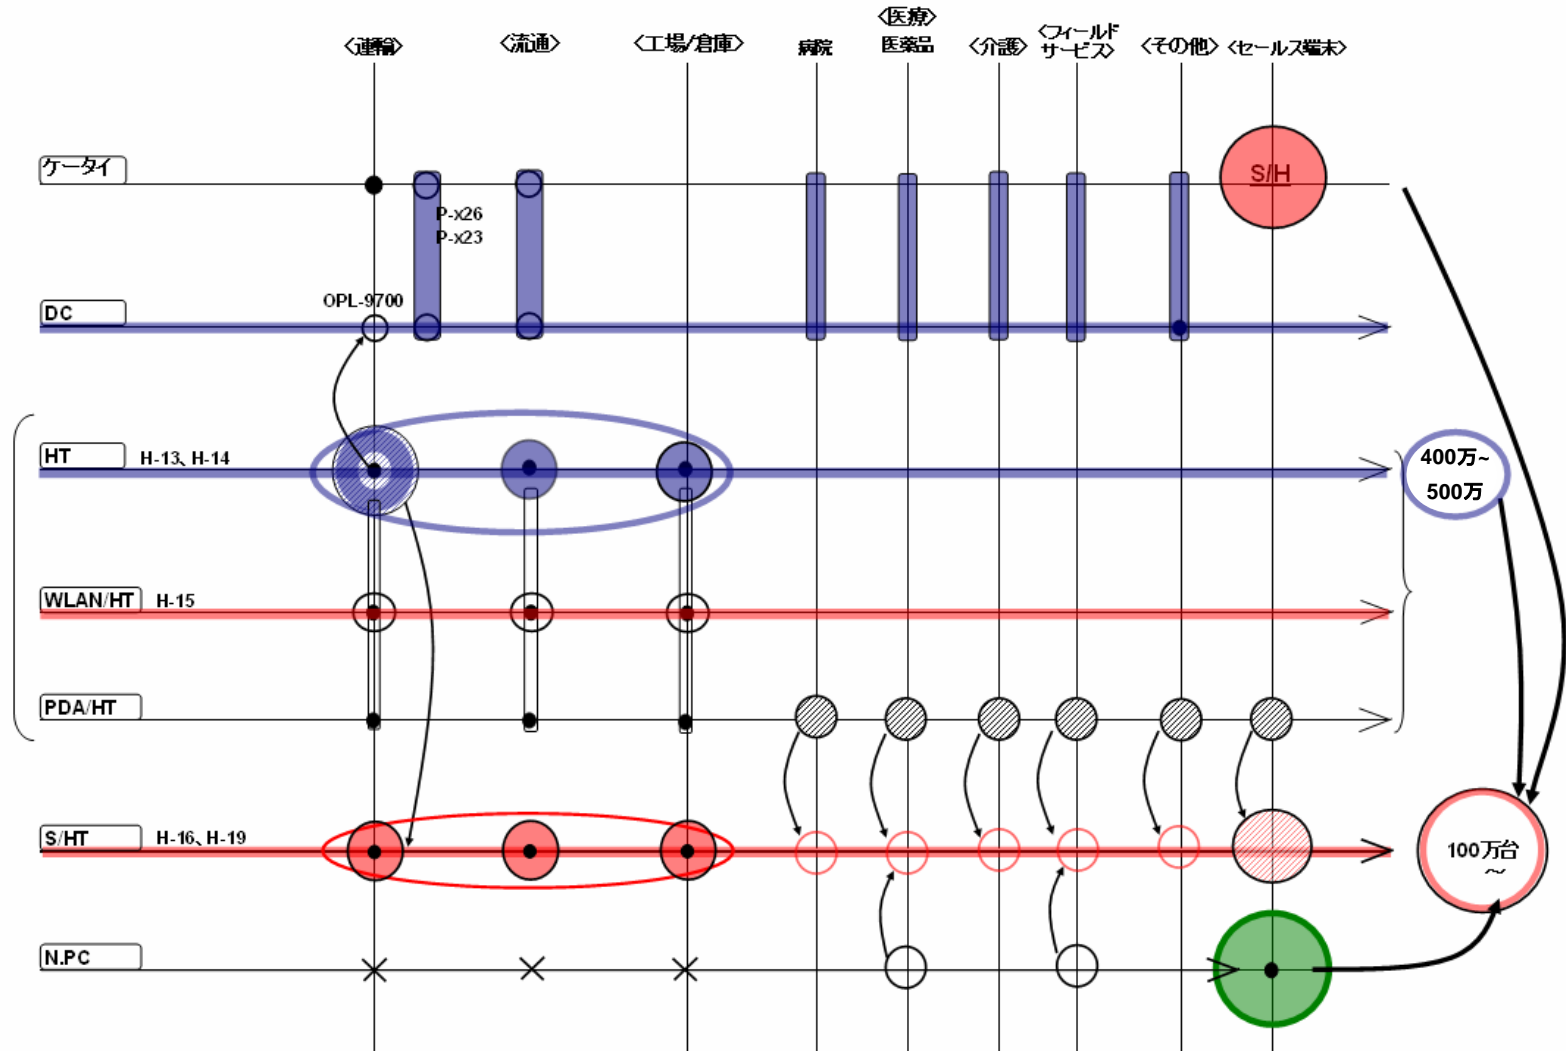 <医療>
<フィールド
<運輸>
<流通>
<工場/倉庫>
病院
医薬品
<介護>
サービス>
<その他>
<セールス端末>
ケータイ
S/H
P-x26
P-x23
OPL-9700
DC
HT
H-13、H-14
400万~
500万
WLAN/HT
H-15
PDA/HT
S/HT
H-16、H-19
100万台
~
N.PC